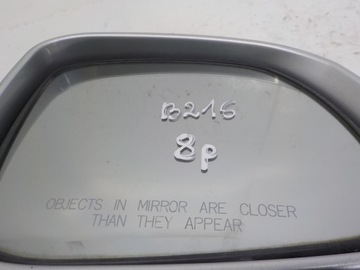 B216
8p
OBJECTS IN MIRROR ARE CLOSER
THAN THEY APPEAR